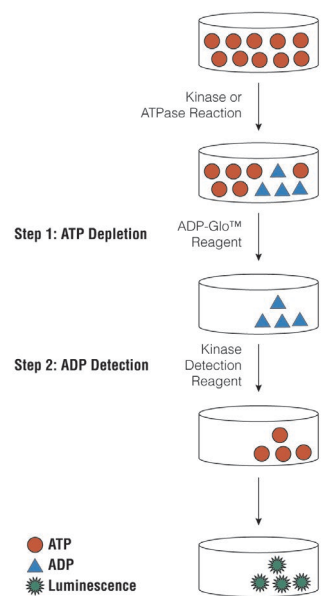 Kinase or
ATPase Reaction
Step 1: ATP Depletion
ADP-Glo™
Reagent
Step 2: ADP Detection
Kinase
Detection
Reagent
ATP
ADP
Luminescence